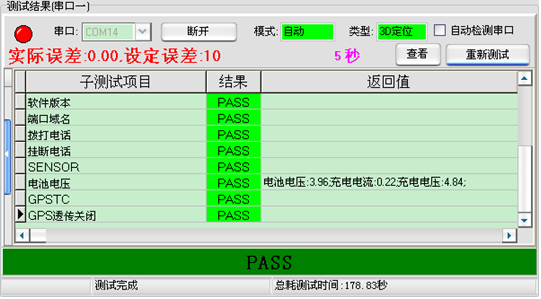 测试结果(串口一)
串口: COM14 断开 模式: 自动 类型: 3D定位 自动检测串口
实际误差:0.00,设定误差:10 5 秒 查看 重新测试
子测试项目 结果 返回值
软件版本 PASS
端口域名 PASS
拨打电话 PASS
挂断电话 PASS
SENSOR PASS
电池电压 PASS 电池电压:3.96;充电电流:0.22;充电电压:4.84;
GPSTC PASS
GPS透传关闭 PASS
PASS
测试完成 总耗测试时间:178.83秒